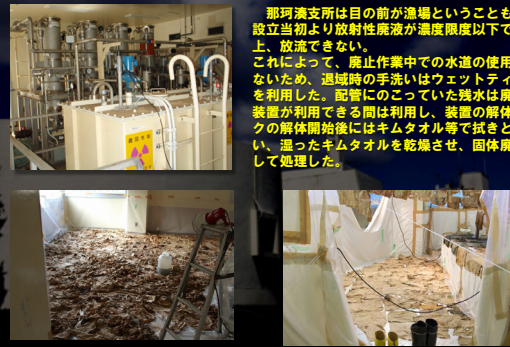 那珂湊支所は目の前が漁場ということも
設立当初より放射性廃液が濃度限度以下で
上、放流できない。
これによって、廃止作業中での水道の使用
ないため、退域時の手洗いはウェットティ
を利用した。配管にのこっていた残水は廃
装置が利用できる間は利用し、装置の解体
クの解体開始後にはキムタオル等で拭きと
い、湿ったキムタオルを乾燥させ、固体廃
して処理した。